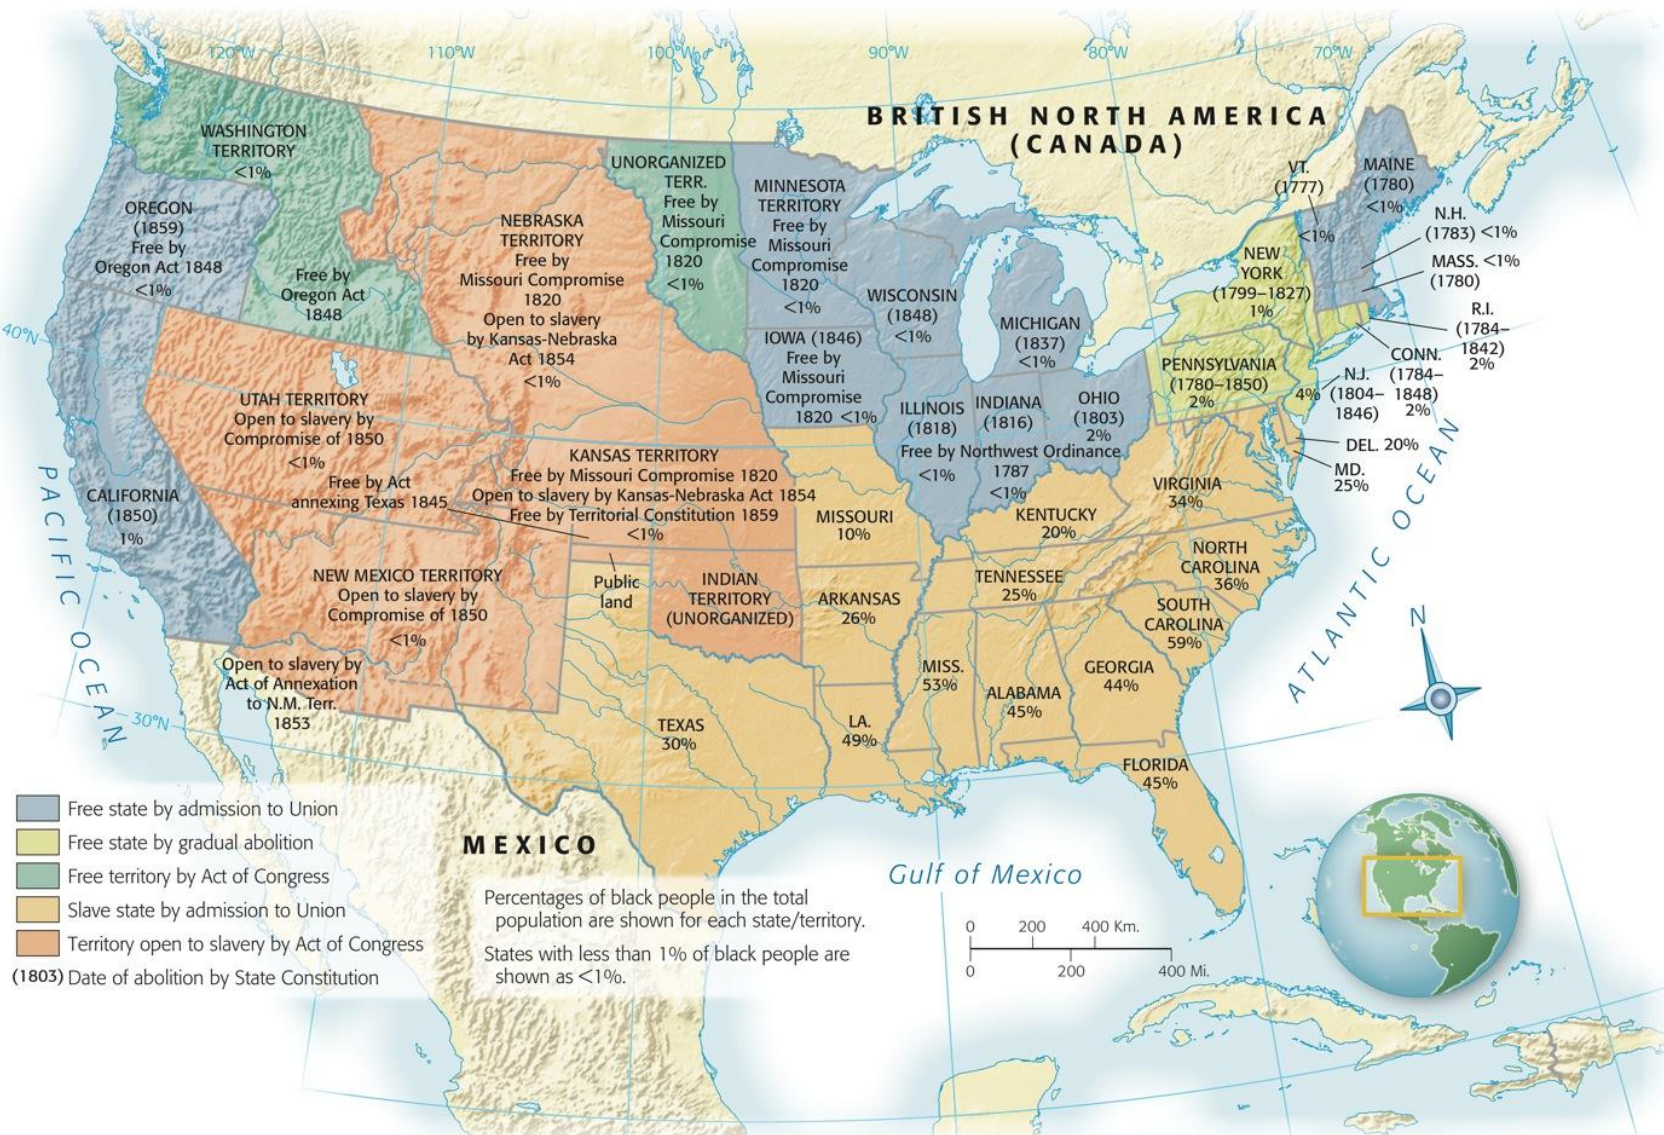 120°W
110°W
100°W
90°W
80°W
70°W
BRITISH NORTH AMERICA
(CANADA)
WASHINGTON
TERRITORY
<1%
OREGON
(1859)
Free by
Oregon Act 1848
<1%
Free by
Oregon Act
1848
NEBRASKA
TERRITORY
Free by
Missouri Compromise
1820
Open to slavery
by Kansas-Nebraska
Act 1854
<1%
UNORGANIZED
TERR.
Free by
Missouri
Compromise
1820
<1%
MINNESOTA
TERRITORY
Free by
Missouri
Compromise
1820
<1%
WISCONSIN
(1848)
<1%
MICHIGAN
(1837)
<1%
VT.
(1777)
<1%
MAINE
(1780)
<1%
N.H.
(1783) <1%
MASS. <1%
(1780)
R.I.
(1784–
1842)
2%
CONN.
(1784–
1848)
2%
NEW
YORK
(1799–1827)
1%
PENNSYLVANIA
(1780–1850)
2%
N.J.
4% (1804–
1846)
DEL. 20%
MD.
25%
40°N
IOWA (1846)
Free by
Missouri
Compromise
1820 <1%
ILLINOIS
(1818)
INDIANA
(1816)
OHIO
(1803)
2%
Free by Northwest Ordinance
1787
<1%
<1%
UTAH TERRITORY
Open to slavery by
Compromise of 1850
<1%
Free by Act
annexing Texas 1845
KANSAS TERRITORY
Free by Missouri Compromise 1820
Open to slavery by Kansas-Nebraska Act 1854
Free by Territorial Constitution 1859
<1%
CALIFORNIA
(1850)
1%
MISSOURI
10%
KENTUCKY
20%
VIRGINIA
34%
NORTH
CAROLINA
36%
TENNESSEE
25%
SOUTH
CAROLINA
59%
NEW MEXICO TERRITORY
Open to slavery by
Compromise of 1850
<1%
Public
land
INDIAN
TERRITORY
(UNORGANIZED)
ARKANSAS
26%
MISS.
53%
ALABAMA
45%
GEORGIA
44%
Open to slavery by
Act of Annexation
to N.M. Terr.
1853
30°N
TEXAS
30%
LA.
49%
FLORIDA
45%
PACIFIC OCEAN
ATLANTIC OCEAN
N
MEXICO
Gulf of Mexico
Free state by admission to Union
Free state by gradual abolition
Free territory by Act of Congress
Slave state by admission to Union
Territory open to slavery by Act of Congress
(1803) Date of abolition by State Constitution
Percentages of black people in the total
population are shown for each state/territory.
States with less than 1% of black people are
shown as <1%.
0 200 400 Km.
0 200 400 Mi.